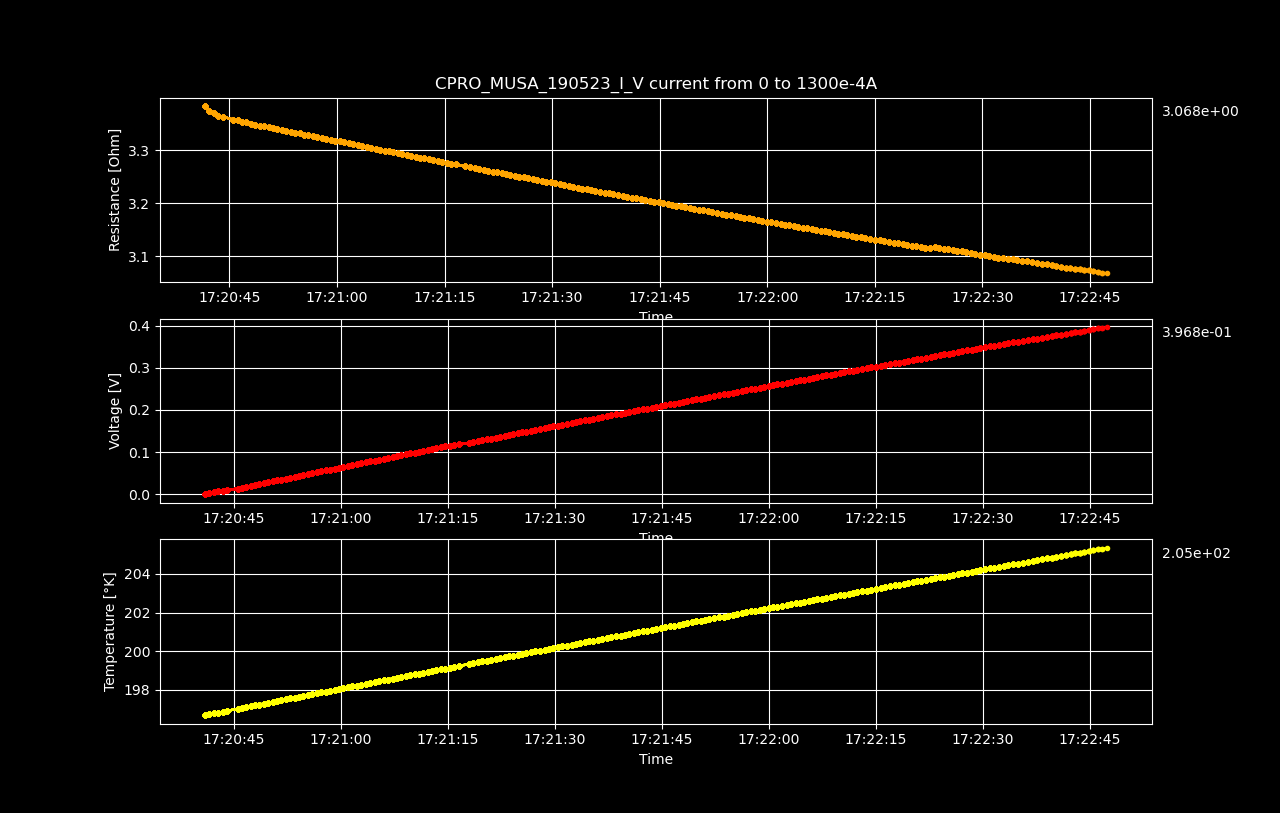 CPRO_MUSA_190523_I_V current from 0 to 1300e-4A
3.068e+00
Resistance [Ohm]
3.3
3.2
3.1
17:20:45 17:21:00 17:21:15 17:21:30 17:21:45 17:22:00 17:22:15 17:22:30 17:22:45
Time
3.968e-01
Voltage [V]
0.4
0.3
0.2
0.1
0.0
17:20:45 17:21:00 17:21:15 17:21:30 17:21:45 17:22:00 17:22:15 17:22:30 17:22:45
Time
2.05e+02
Temperature [°K]
204
202
200
198
17:20:45 17:21:00 17:21:15 17:21:30 17:21:45 17:22:00 17:22:15 17:22:30 17:22:45
Time